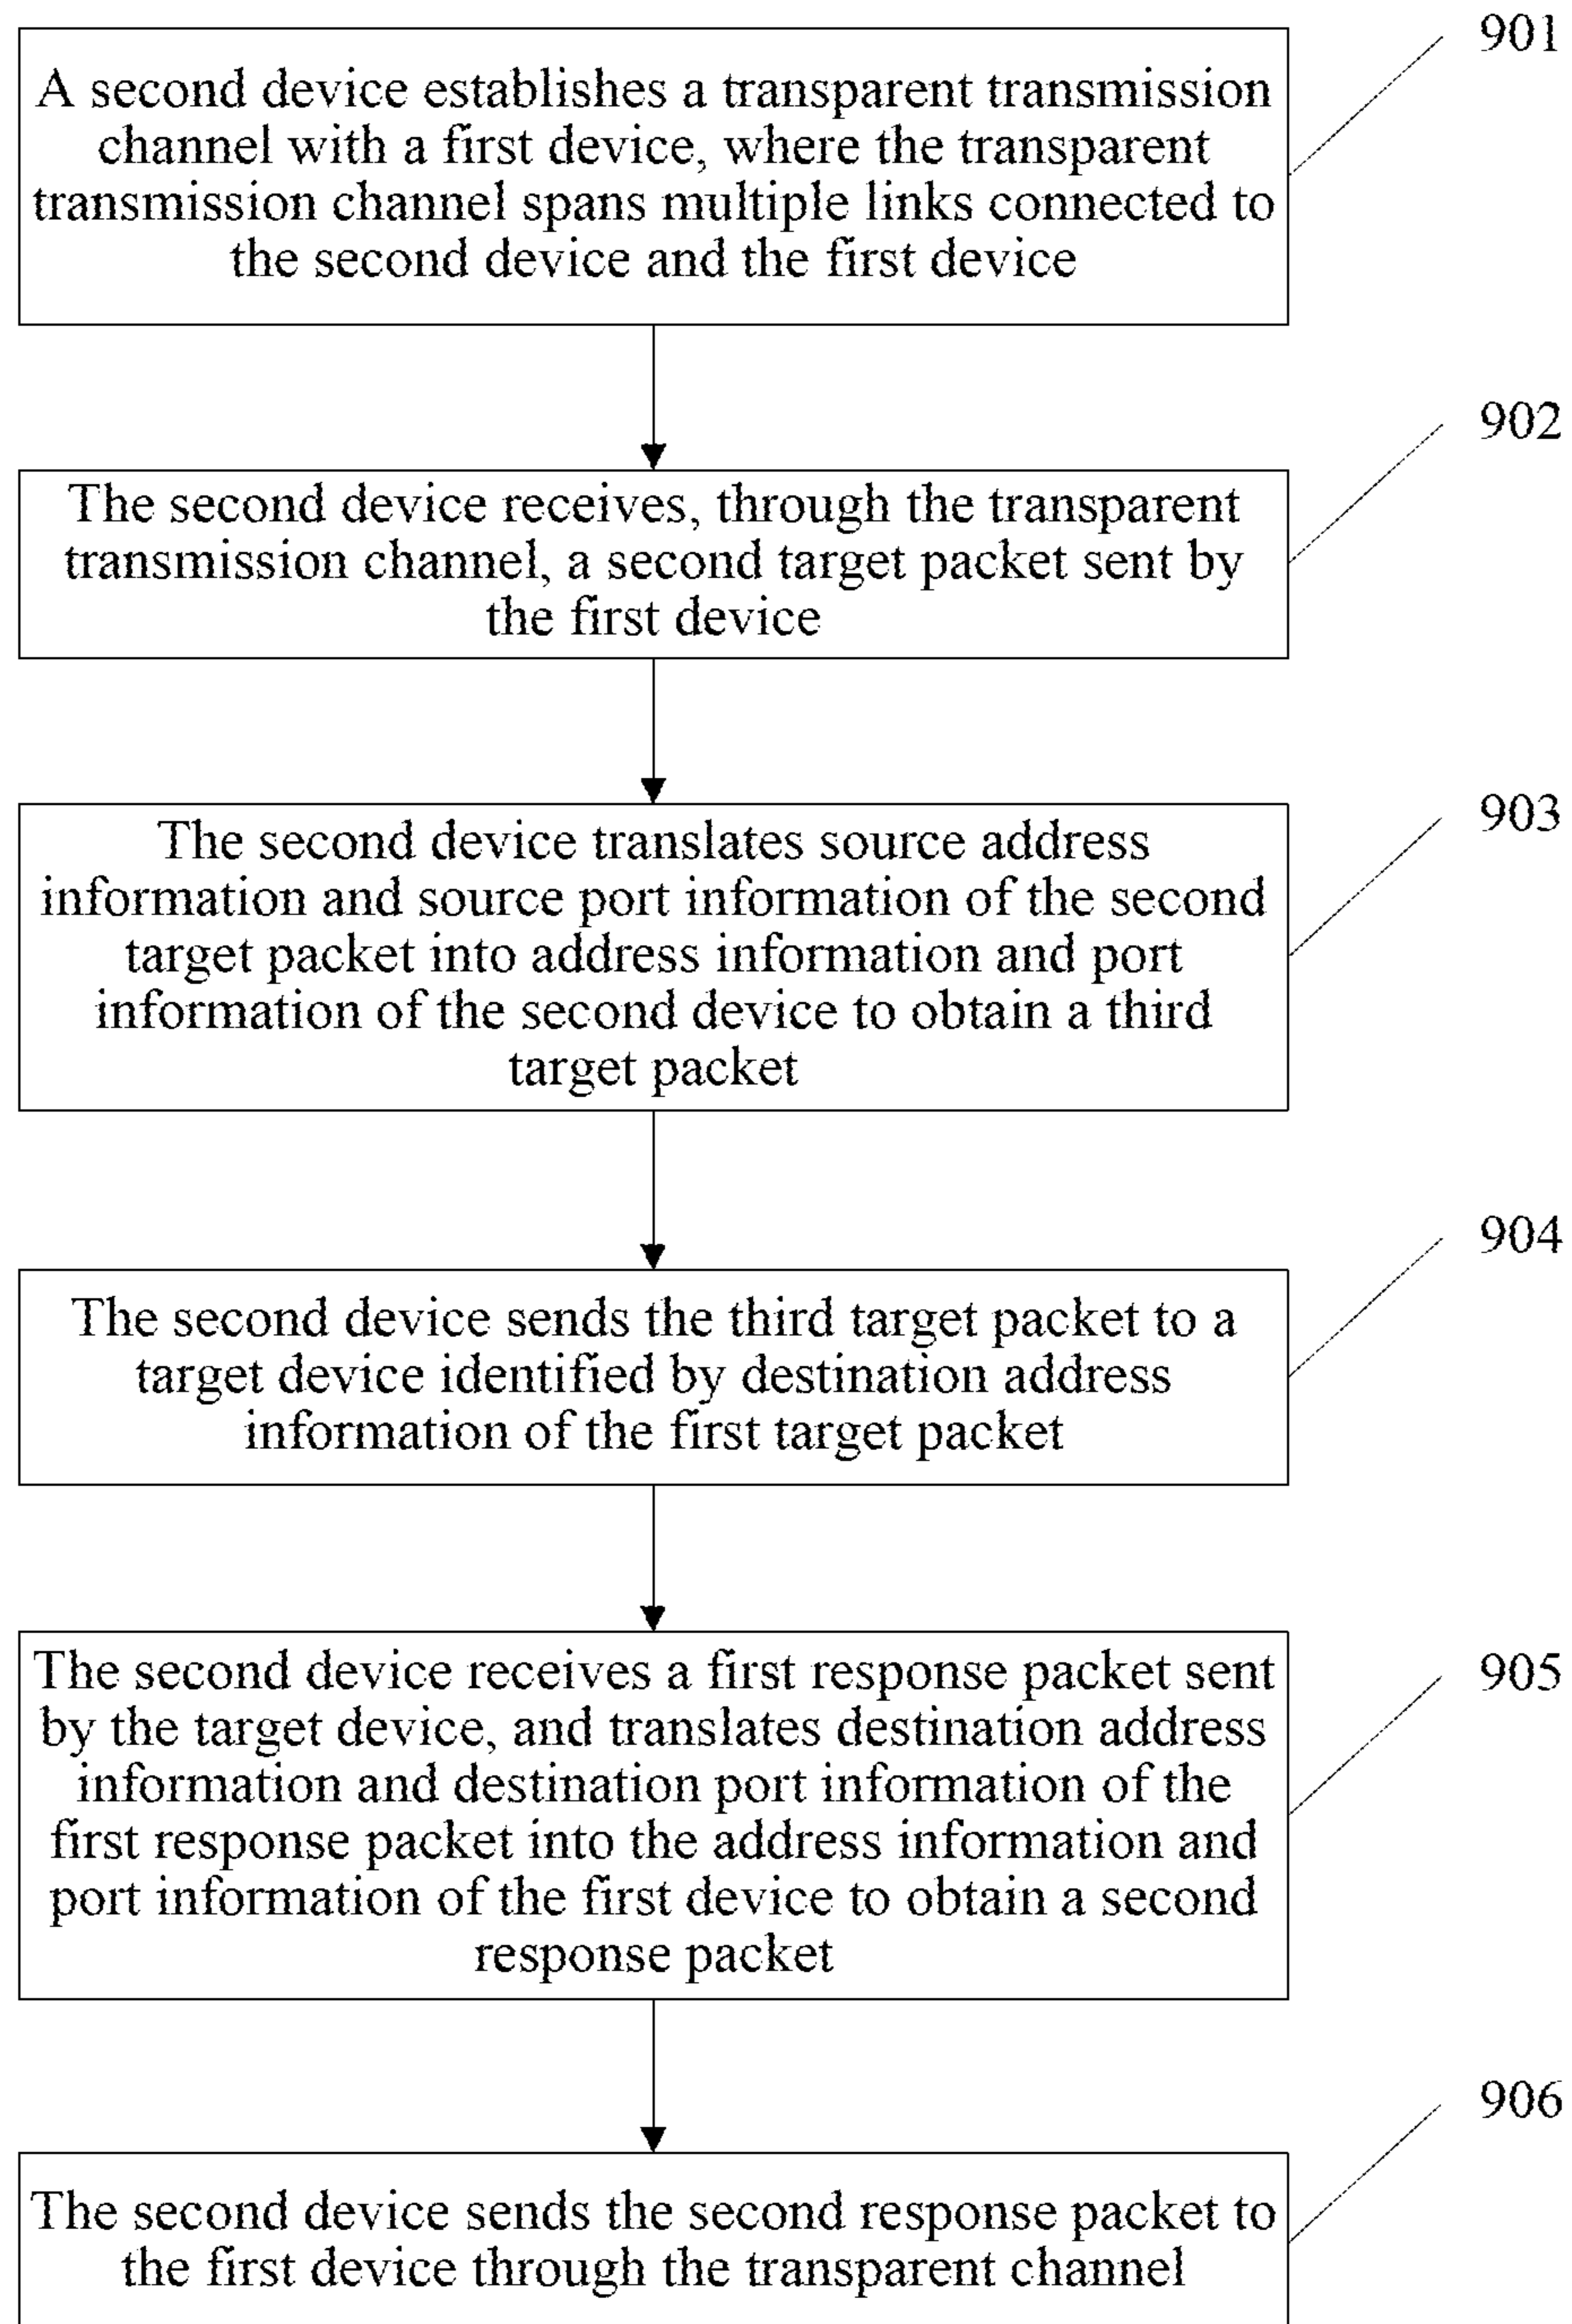 901
A second device establishes a transparent transmission
channel with a first device, where the transparent
transmission channel spans multiple links connected to
the second device and the first device
902
The second device receives, through the transparent
transmission channel, a second target packet sent by
the first device
903
The second device translates source address
information and source port information of the second
target packet into address information and port
information of the second device to obtain a third
target packet
904
The second device sends the third target packet to a
target device identified by destination address
information of the first target packet
905
The second device receives a first response packet sent
by the target device, and translates destination address
information and destination port information of the
first response packet into the address information and
port information of the first device to obtain a second
response packet
906
The second device sends the second response packet to
the first device through the transparent channel